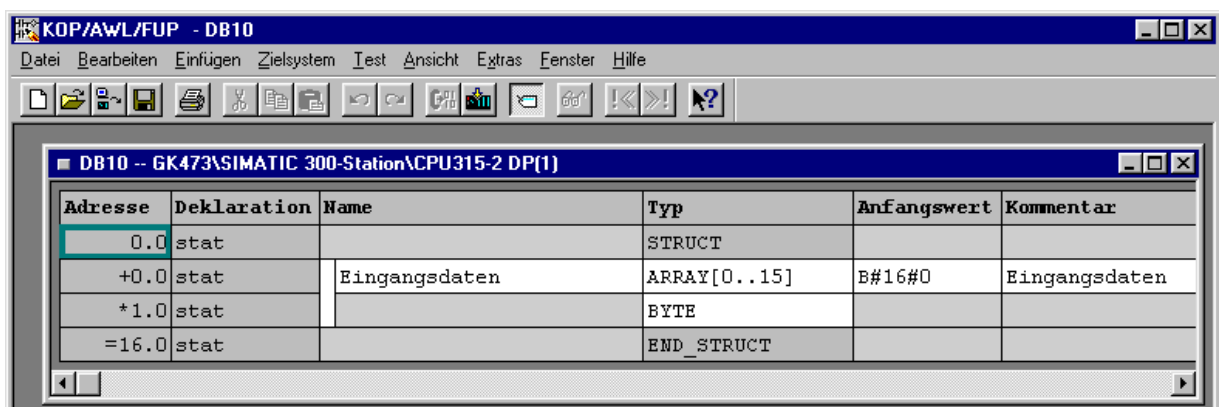 KOP/AWL/FUP - DB10
Datei Bearbeiten Einfügen Zielsystem Test Ansicht Extras Fenster Hilfe
DB10 -- GK473\SIMATIC 300-Station\CPU315-2 DP(1)
Adresse Deklaration Name Typ Anfangswert Kommentar
0.0 stat STRUCT
+0.0 stat Eingangsdaten ARRAY[0..15] B#16#0 Eingangsdaten
*1.0 stat BYTE
=16.0 stat END_STRUCT